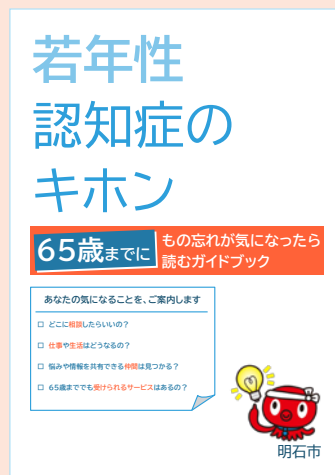 若年性
認知症の
キホン
65歳までに
もの忘れが気になったら
読むガイドブック
あなたの気になることを、ご案内します
□ どこに相談したらいいの？
□ 仕事や生活はどうなるの？
□ 悩みや情報を共有できる仲間は見つかる？
□ 65歳まででも受けられるサービスはあるの？
明石市